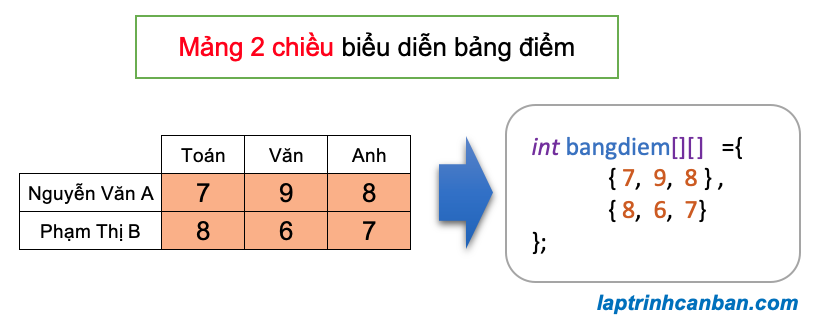 Mảng 2 chiều biểu diễn bảng điểm
Toán Văn Anh
Nguyễn Văn A 7 9 8
Phạm Thị B 8 6 7
int bangdiem[][] ={
{ 7, 9, 8 } ,
{ 8, 6, 7}
};
laptrinhcanban.com